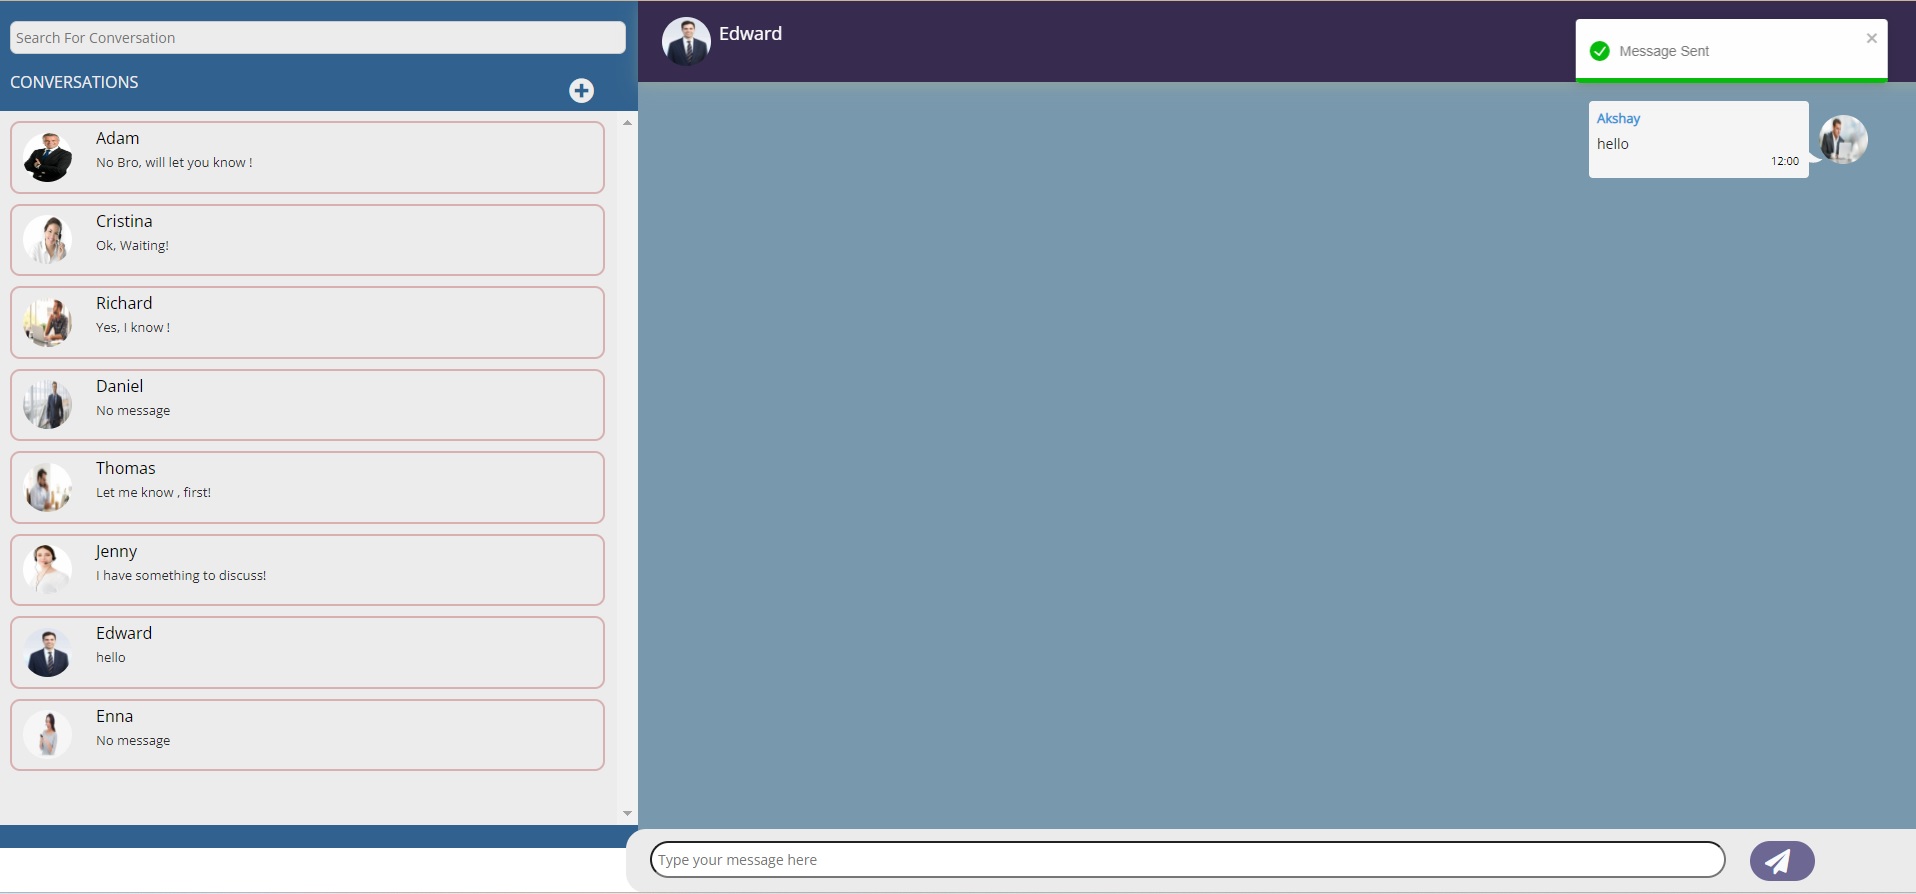 Search For Conversation
CONVERSATIONS
Adam
No Bro, will let you know !
Cristina
Ok, Waiting!
Richard
Yes, I know !
Daniel
No message
Thomas
Let me know , first!
Jenny
I have something to discuss!
Edward
hello
Enna
No message
Edward
Message Sent
Akshay
hello
12:00
Type your message here